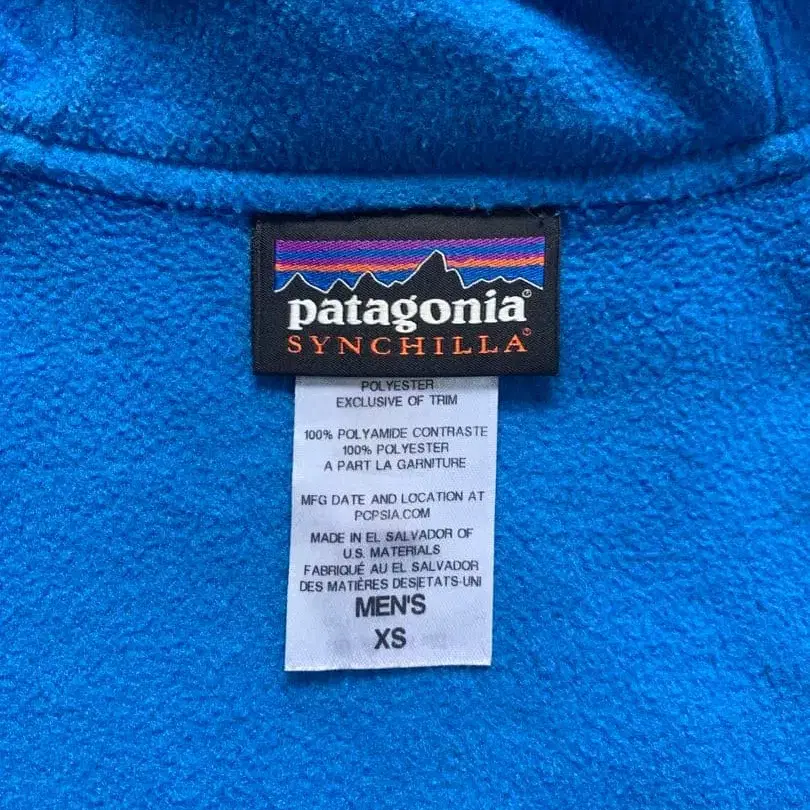 patagonia®
SYNCHILLA®
POLYESTER
EXCLUSIVE OF TRIM
100% POLYAMIDE CONTRASTE
100% POLYESTER
A PART LA GARNITURE
MFG DATE AND LOCATION AT
PCPSIA.COM
MADE IN EL SALVADOR OF
U.S. MATERIALS
FABRIQUÉ AU EL SALVADOR
DES MATIÈRES DES|ETATS-UNI
MEN'S
XS